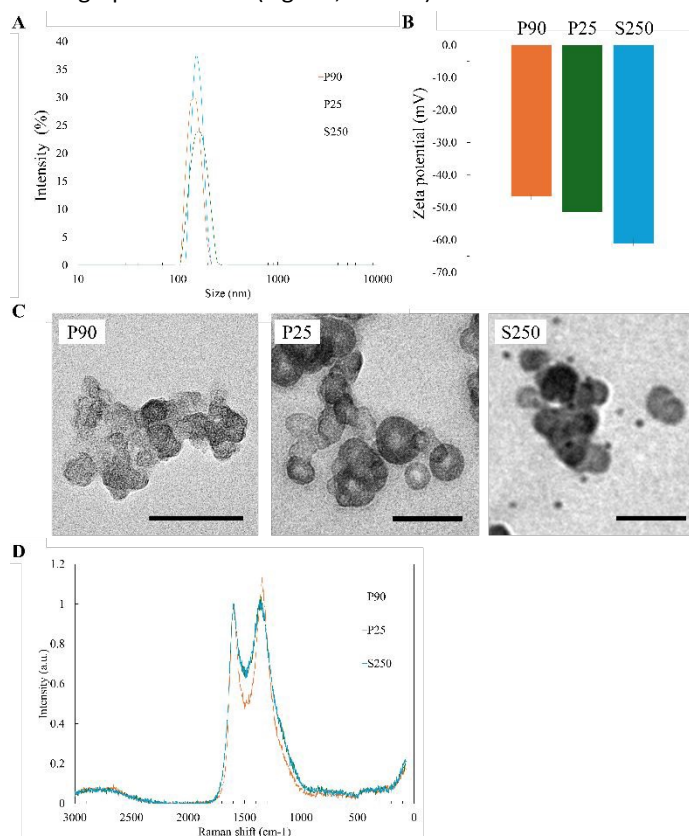 A
Intensity (%)
40
35
30
25
20
15
10
5
0
10
100
1000
10000
Size (nm)
P90
P25
S250
B
P90 P25 S250
Zeta potential (mV)
0.0
-10.0
-20.0
-30.0
-40.0
-50.0
-60.0
-70.0
C
P90
P25
S250
D
Intensity (a.u.)
1.2
1
0.8
0.6
0.4
0.2
0
3000
2500
2000
1500
1000
500
0
Raman shift (cm-1)
P90
P25
S250